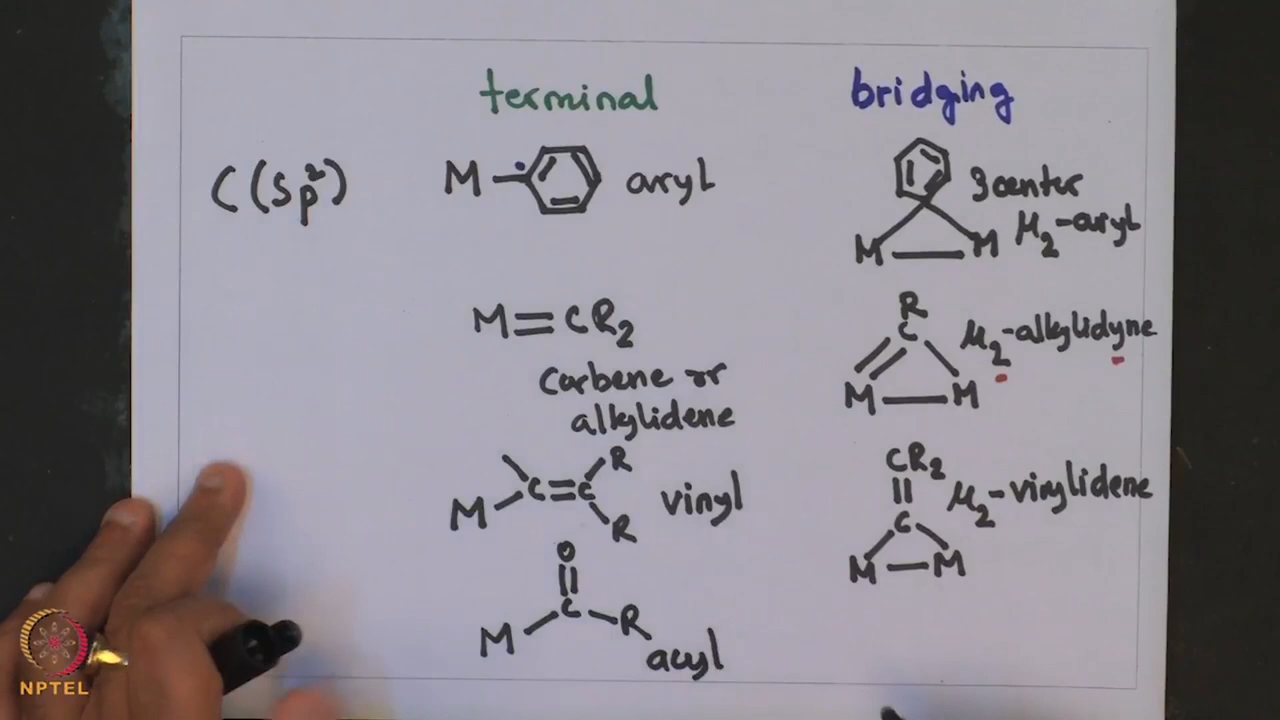 terminal bridging
C (Sp²) M aryl 3center
M M μ₂-aryl
M=CR₂ R
C μ₂-alkylidyne
carbene or M M
alkylidene
M C=C R R vinyl CR₂
C μ₂-vinylidene
M M
O
C
M R
acyl
NPTEL